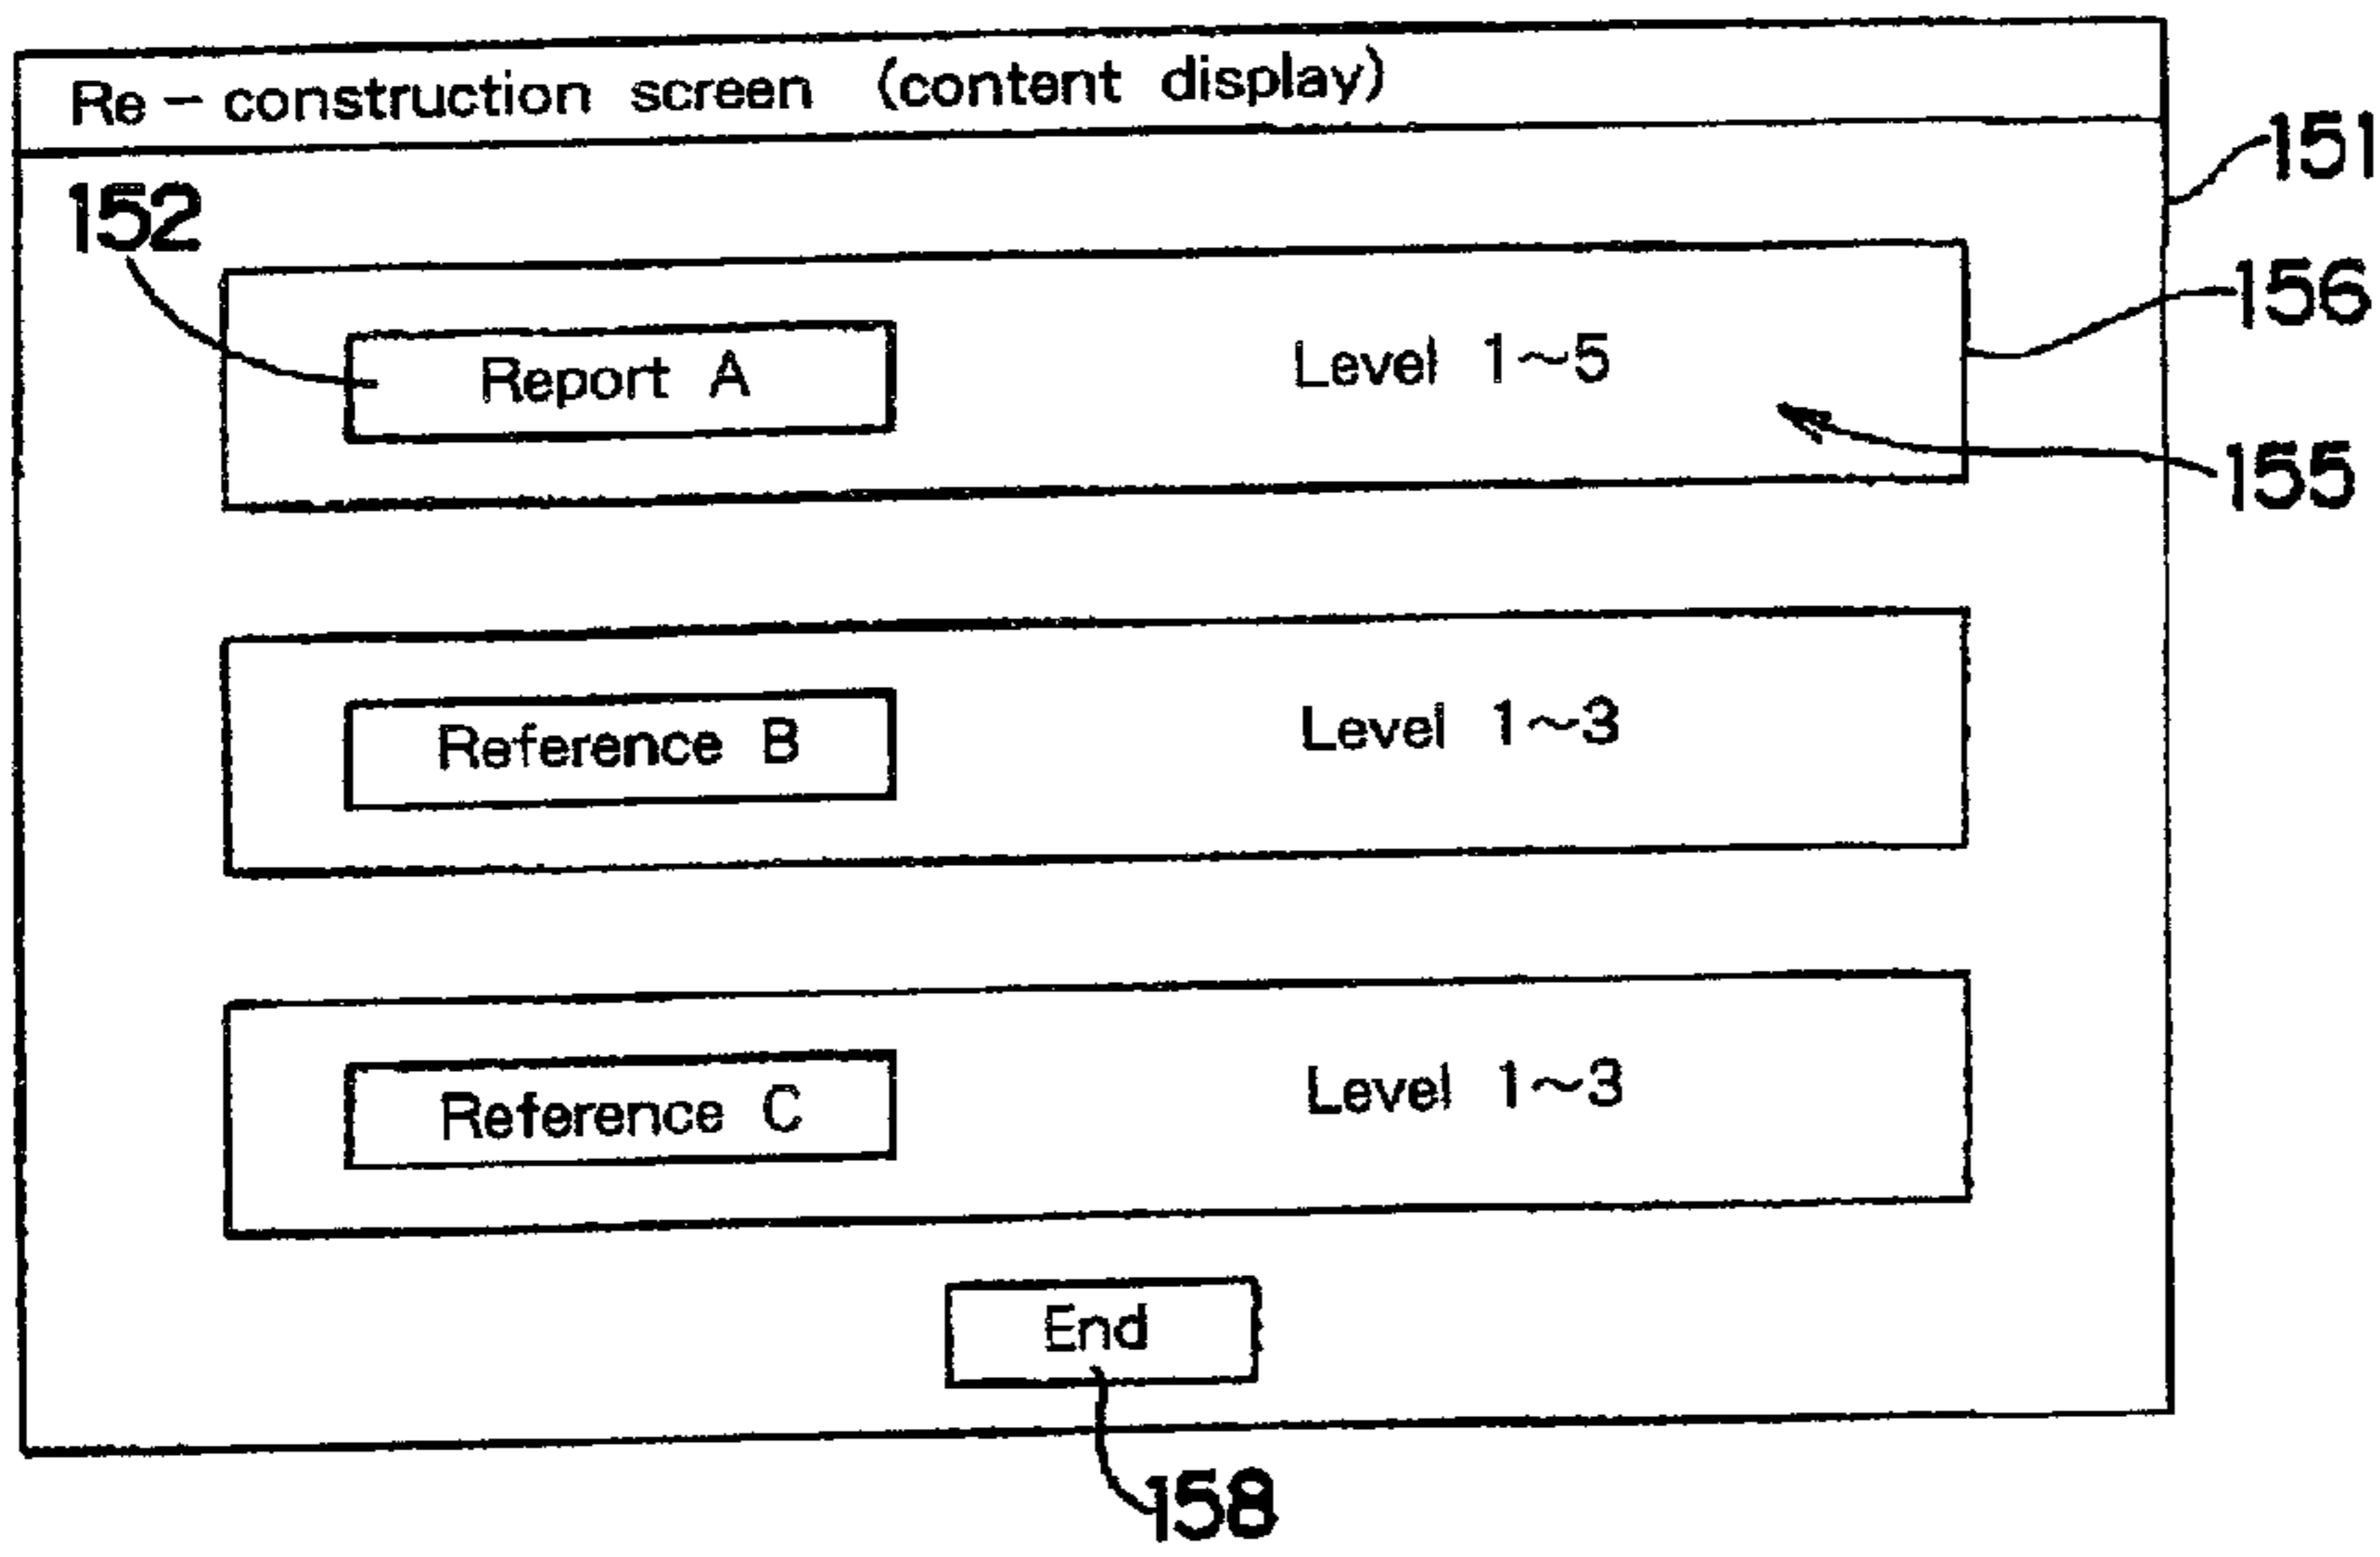 Re-construction screen (content display)
151
152
156
Report A Level 1~5
155
Reference B Level 1~3
Reference C Level 1~3
End
158